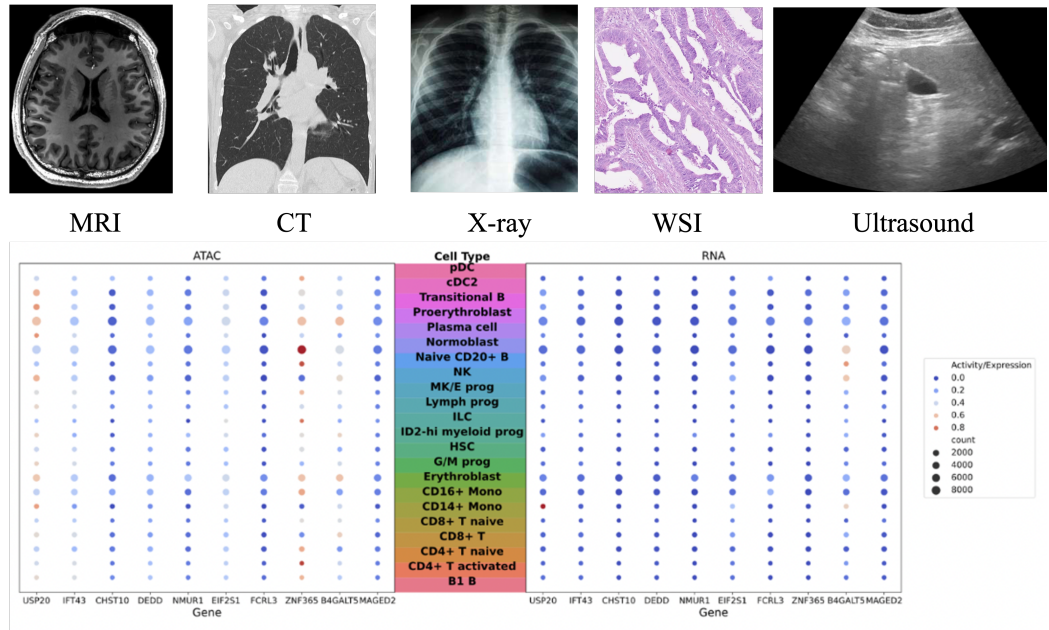 MRI
CT
X-ray
WSI
Ultrasound
ATAC
Cell Type
RNA
pDC
cDC2
Transitional B
Proerythroblast
Plasma cell
Normoblast
Naive CD20+ B
NK
MK/E prog
Lymph prog
ILC
ID2-hi myeloid prog
HSC
G/M prog
Erythroblast
CD16+ Mono
CD14+ Mono
CD8+ T naive
CD8+ T
CD4+ T naive
CD4+ T activated
B1 B
USP20 IFT43 CHST10 DEDD NMUR1 EIF2S1 FCRL3 ZNF365 B4GALT5 MAGED2
Gene
USP20 IFT43 CHST10 DEDD NMUR1 EIF2S1 FCRL3 ZNF365 B4GALT5 MAGED2
Gene
Activity/Expression
0.0
0.2
0.4
0.6
0.8
count
2000
4000
6000
8000